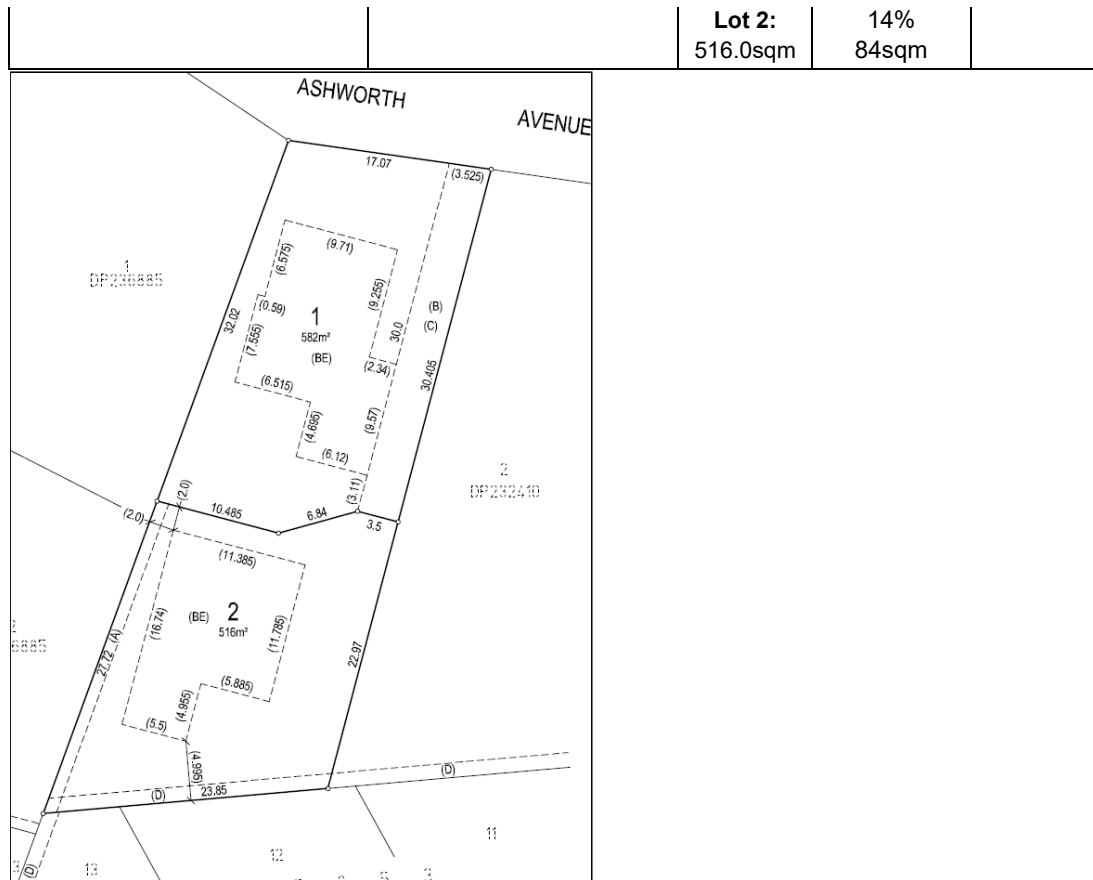 Lot 2: 14%
516.0sqm 84sqm
ASHWORTH AVENUE
17.07 (3.525)
(9.71)
(6.575)
1
DP236885
(9.255)
(0.59)
1
(B)
582m²
(C)
30.0
(BE)
32.02
(7.555)
(2.34)
30.405
(6.515)
(4.695)
(9.57)
(6.12)
2
DP232410
(2.0)
(3.11)
(2.0)
10.485
6.84
3.5
(11.385)
(BE)
2
516m²
(16.74)
(11.785)
6885
(A)
27.72
22.97
(5.885)
(4.955)
(5.5)
(4.995)
(D)
(D)
23.85
11
12
13
(D)